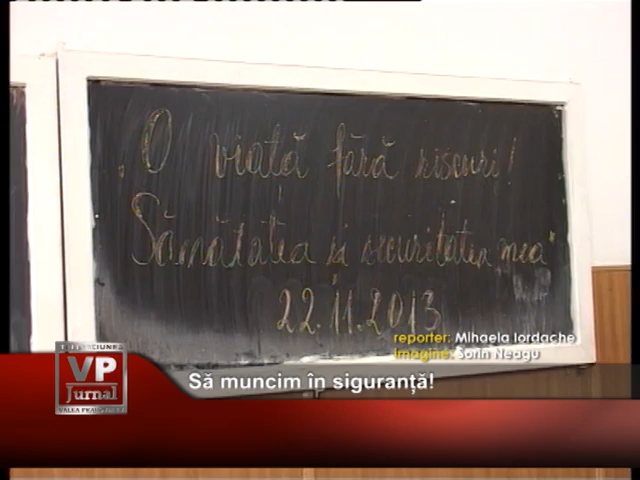 „O viață fără riscuri!
Sănătatea și securitatea mea"
22.11.2013
reporter: Mihaela Iordache
Imagine: Sorin Neagu
TELEVIZIUNEA
VP
Jurnal
VALEA PRAHOVEI
Să muncim în siguranță!